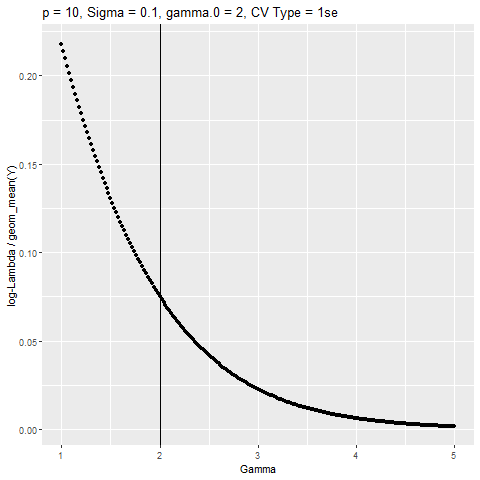 p = 10, Sigma = 0.1, gamma.0 = 2, CV Type = 1se
log-Lambda / geom_mean(Y)
0.20
0.15
0.10
0.05
0.00
1 2 3 4 5
Gamma